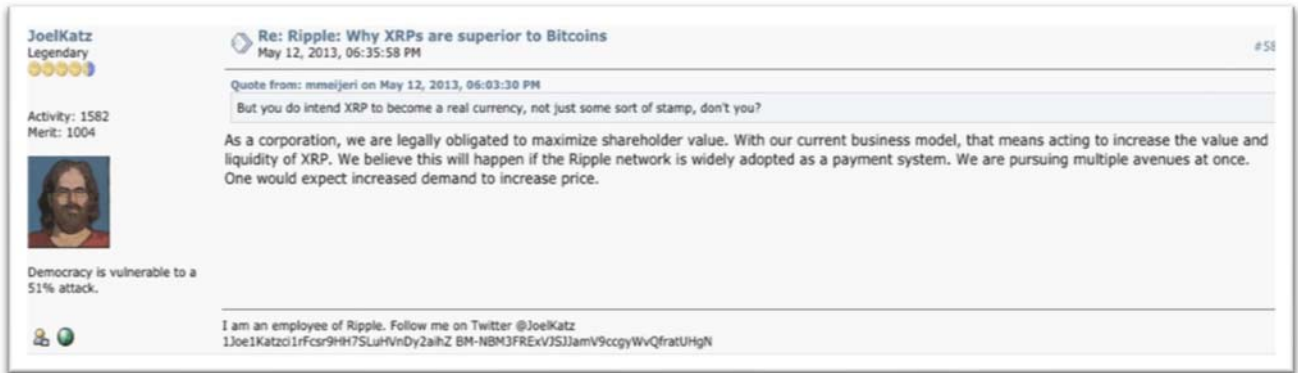 JoelKatz
Legendary
Activity: 1582
Merit: 1004
Democracy is vulnerable to a
51% attack.
Re: Ripple: Why XRPs are superior to Bitcoins
May 12, 2013, 06:35:58 PM
#58
Quote from: mmeijeri on May 12, 2013, 06:03:30 PM
But you do intend XRP to become a real currency, not just some sort of stamp, don't you?
As a corporation, we are legally obligated to maximize shareholder value. With our current business model, that means acting to increase the value and
liquidity of XRP. We believe this will happen if the Ripple network is widely adopted as a payment system. We are pursuing multiple avenues at once.
One would expect increased demand to increase price.
I am an employee of Ripple. Follow me on Twitter @JoelKatz
1Joe1Katzci1rFcsr9HH7SLuHVnDy2aihZ BM-NBM3FRExVJSJJamV9ccgyWvQfratUHgN